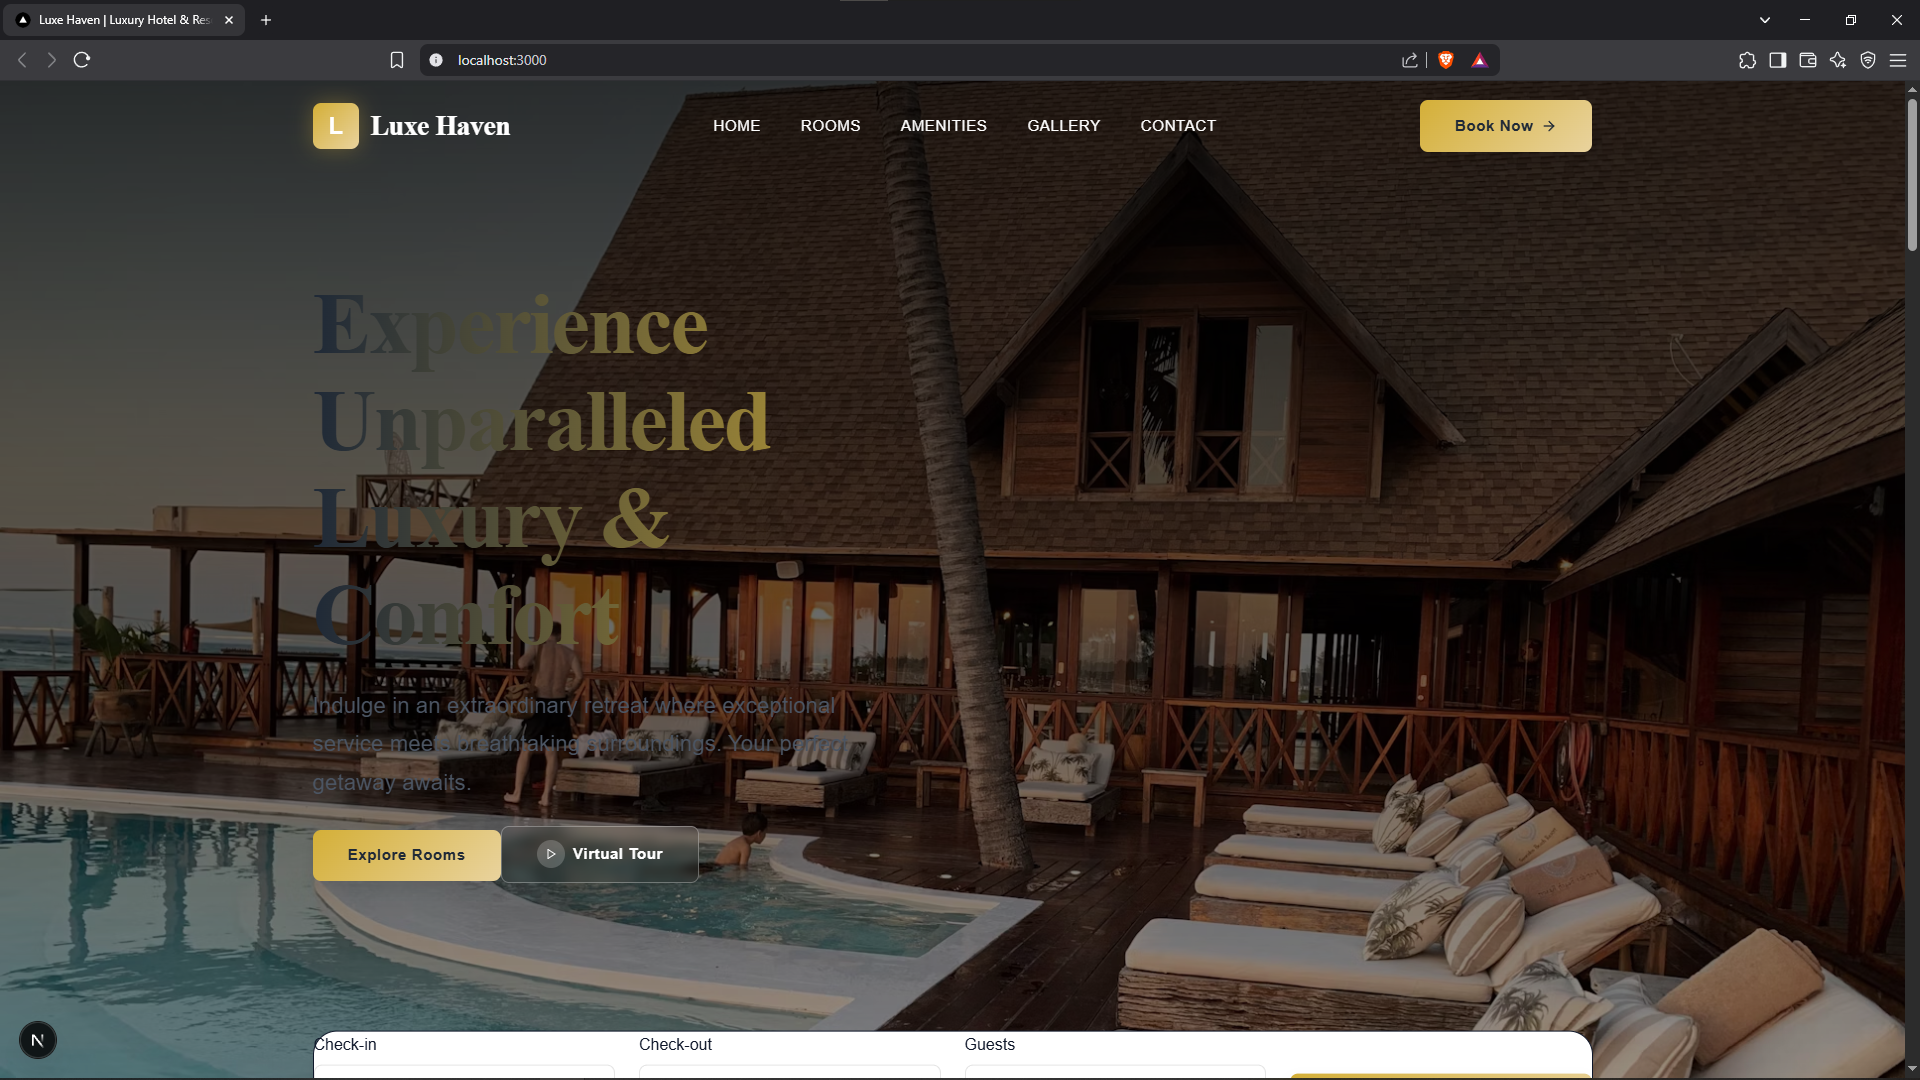 Luxe Haven | Luxury Hotel & Res
localhost:3000
L Luxe Haven
HOME ROOMS AMENITIES GALLERY CONTACT
Book Now
Experience
Unparalleled
Luxury &
Comfort
Indulge in an extraordinary retreat where exceptional
service meets breathtaking surroundings. Your perfect
getaway awaits.
Explore Rooms
Virtual Tour
N
Check-in Check-out Guests